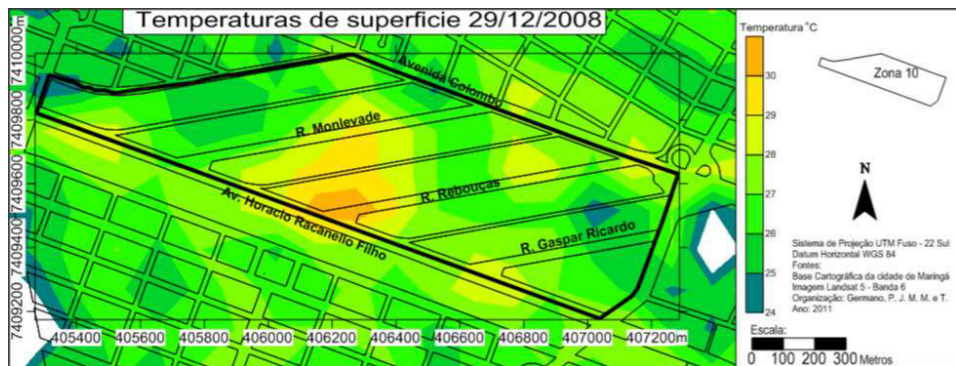 Temperaturas de superficie 29/12/2008
7410000m
7409800
7409600
7409400
7409200
Avenida Colombo
R. Monlevade
R. Rebouças
Av. Horacio Racanello Filho
R. Gaspar Ricardo
405400 405600 405800 406000 406200 406400 406600 406800 407000 407200m
Temperatura °C
30
29
28
27
25
24
Zona 10
N
Sistema de Projeção UTM Fuso - 22 Sul
Datum Horizontal WGS 84
Fontes:
Base Cartográfica da cidade de Maringá
Imagem Landsat 5 - Banda 6
Organização: Germano, P. J. M. M. e T.
Ano: 2011
Escala:
0 100 200 300 Metros